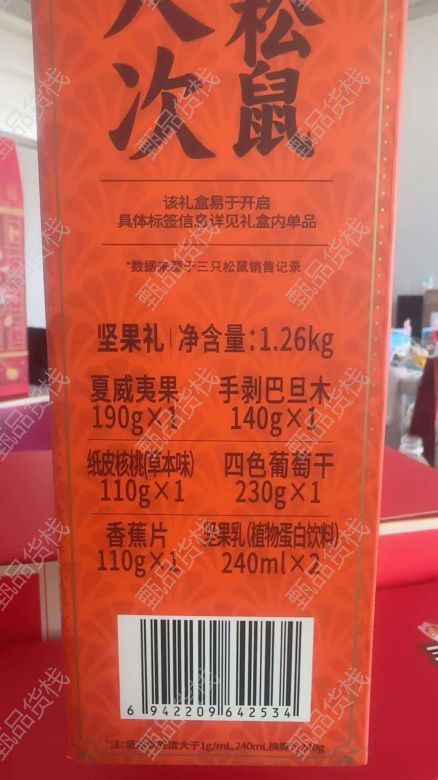 松
次鼠
该礼盒易于开启
具体标签信息详见礼盒内单品
*数据来源于三只松鼠销售记录
坚果礼 净含量:1.26kg
夏威夷果 手剥巴旦木
190g×1 140g×1
纸皮核桃(草本味) 四色葡萄干
110g×1 230g×1
香蕉片 坚果乳(植物蛋白饮料)
110g×1 240ml×2
6 942209 642534
甄品货栈